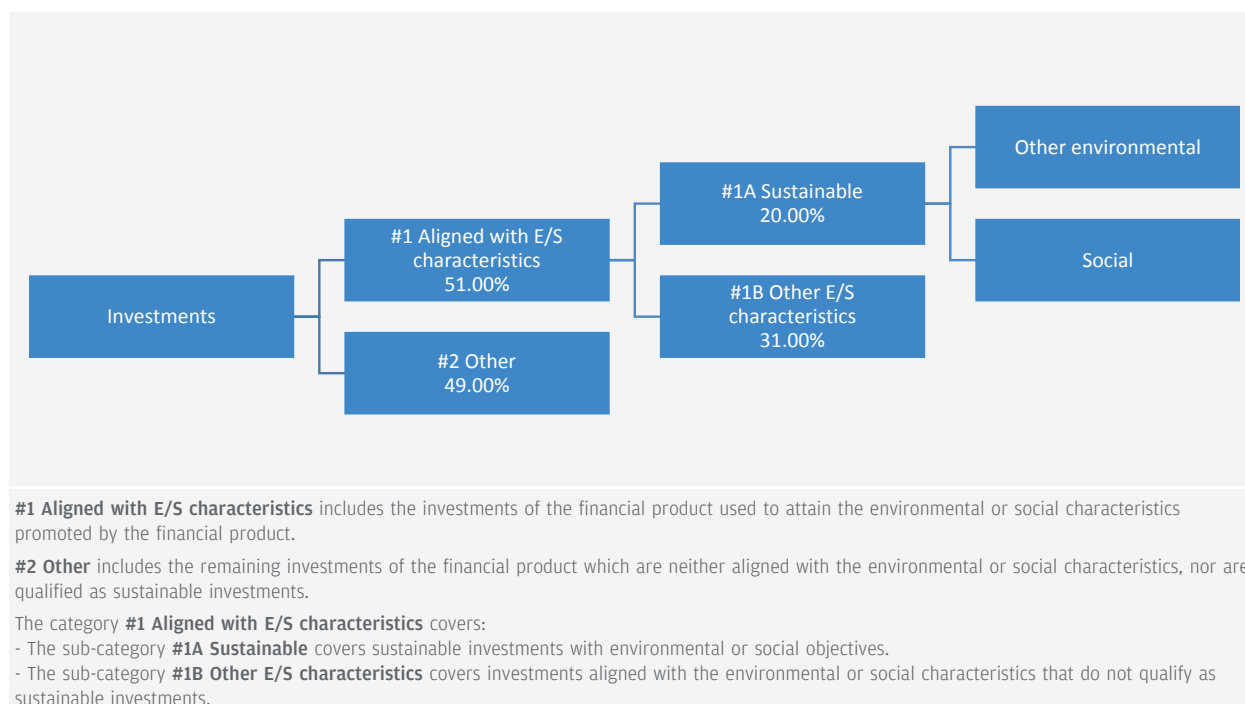 Other environmental
#1A Sustainable
20.00%
#1 Aligned with E/S
characteristics
51.00%
Social
#1B Other E/S
characteristics
31.00%
Investments
#2 Other
49.00%
#1 Aligned with E/S characteristics includes the investments of the financial product used to attain the environmental or social characteristics
promoted by the financial product.
#2 Other includes the remaining investments of the financial product which are neither aligned with the environmental or social characteristics, nor are
qualified as sustainable investments.
The category #1 Aligned with E/S characteristics covers:
- The sub-category #1A Sustainable covers sustainable investments with environmental or social objectives.
- The sub-category #1B Other E/S characteristics covers investments aligned with the environmental or social characteristics that do not qualify as
sustainable investments.